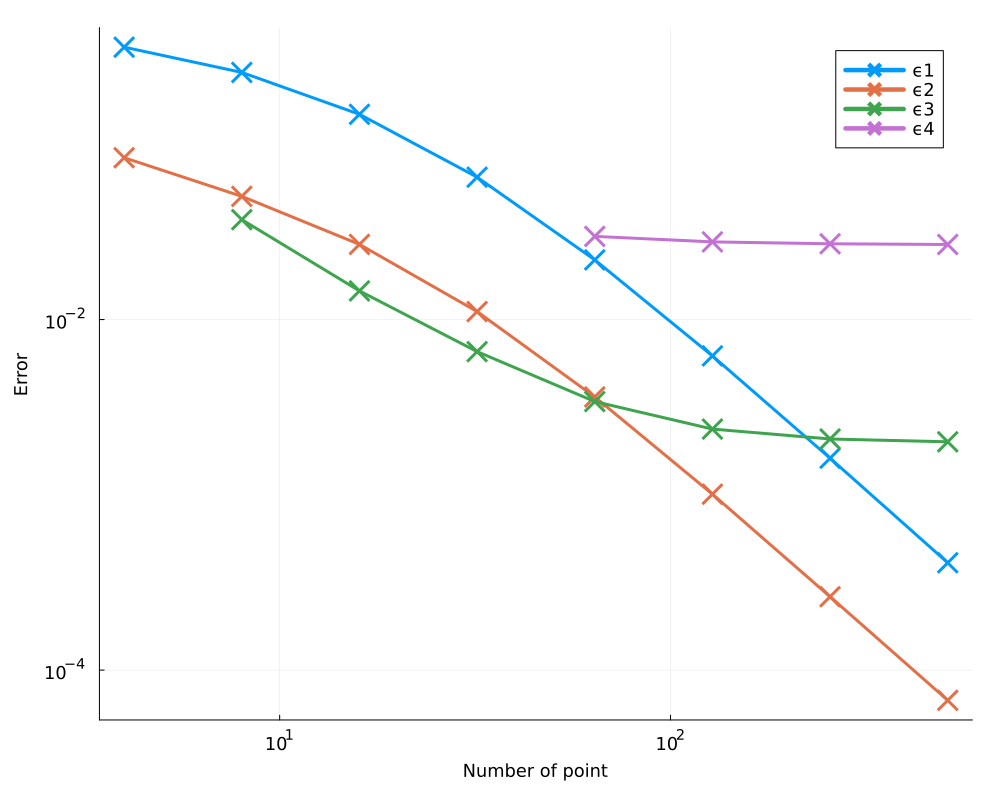 ϵ1
ϵ2
ϵ3
ϵ4
Error
10⁻²
10⁻⁴
10¹
10²
Number of point